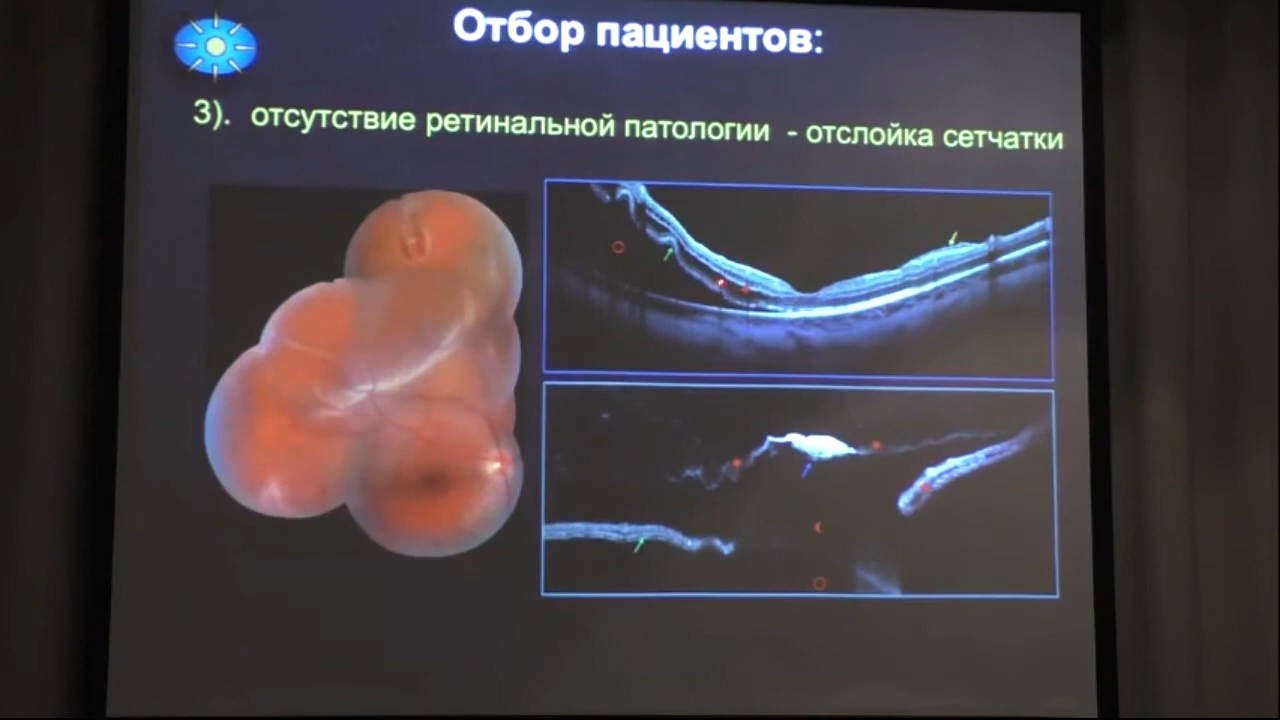 Отбор пациентов:
3). отсутствие ретинальной патологии - отслойка сетчатки